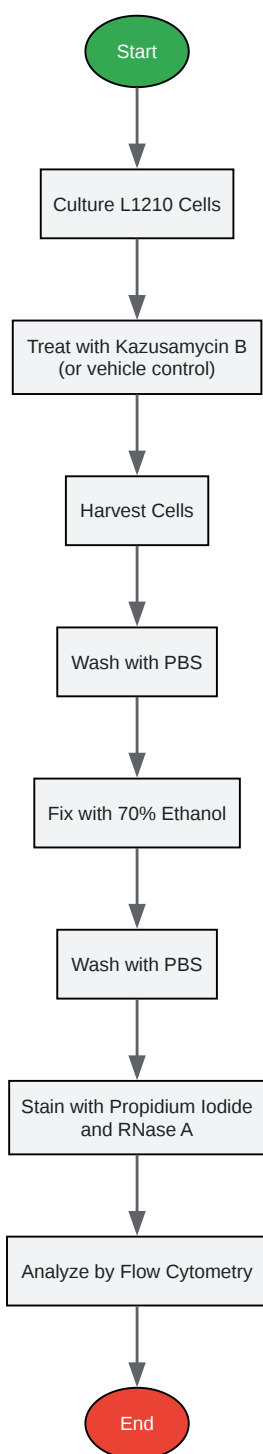 Start
Culture L1210 Cells
Treat with Kazusamycin B
(or vehicle control)
Harvest Cells
Wash with PBS
Fix with 70% Ethanol
Wash with PBS
Stain with Propidium Iodide
and RNase A
Analyze by Flow Cytometry
End